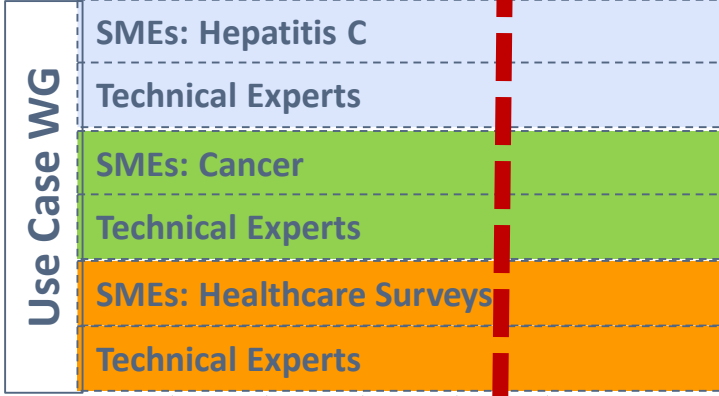 Use Case WG
SMEs: Hepatitis C
Technical Experts
SMEs: Cancer
Technical Experts
SMEs: Healthcare Surveys
Technical Experts